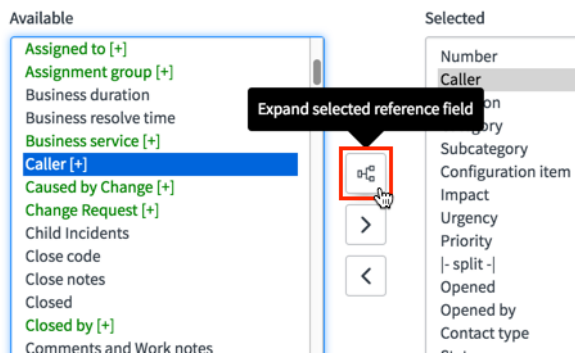 Available
Assigned to [+]
Assignment group [+]
Business duration
Business resolve time
Business service [+]
Caller [+]
Caused by Change [+]
Change Request [+]
Child Incidents
Close code
Close notes
Closed
Closed by [+]
Comments and Work notes
Expand selected reference field
Selected
Number
Caller
Subcategory
Configuration item
Impact
Urgency
Priority
|- split -|
Opened
Opened by
Contact type